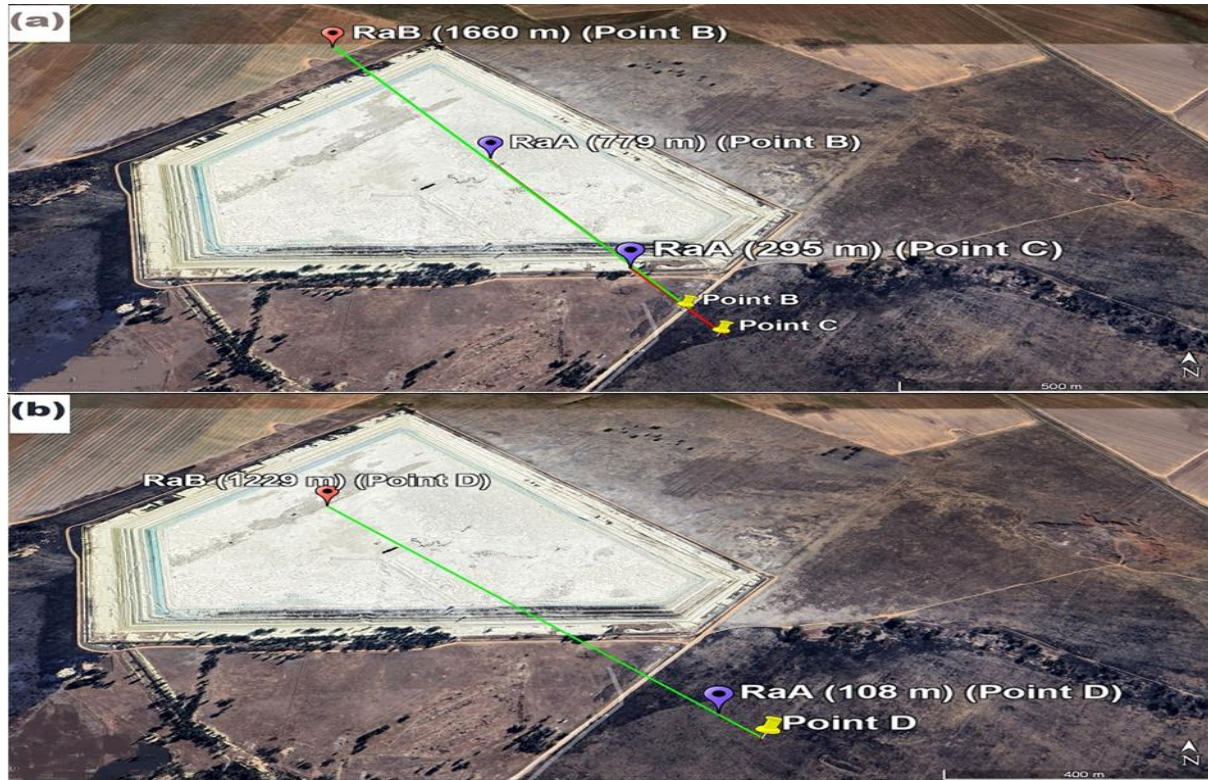 (a)
RaB (1660 m) (Point B)
RaA (779 m) (Point B)
RaA (295 m) (Point C)
Point B
Point C
N
500 m
(b)
RaB (1229 m) (Point D)
RaA (108 m) (Point D)
Point D
N
400 m